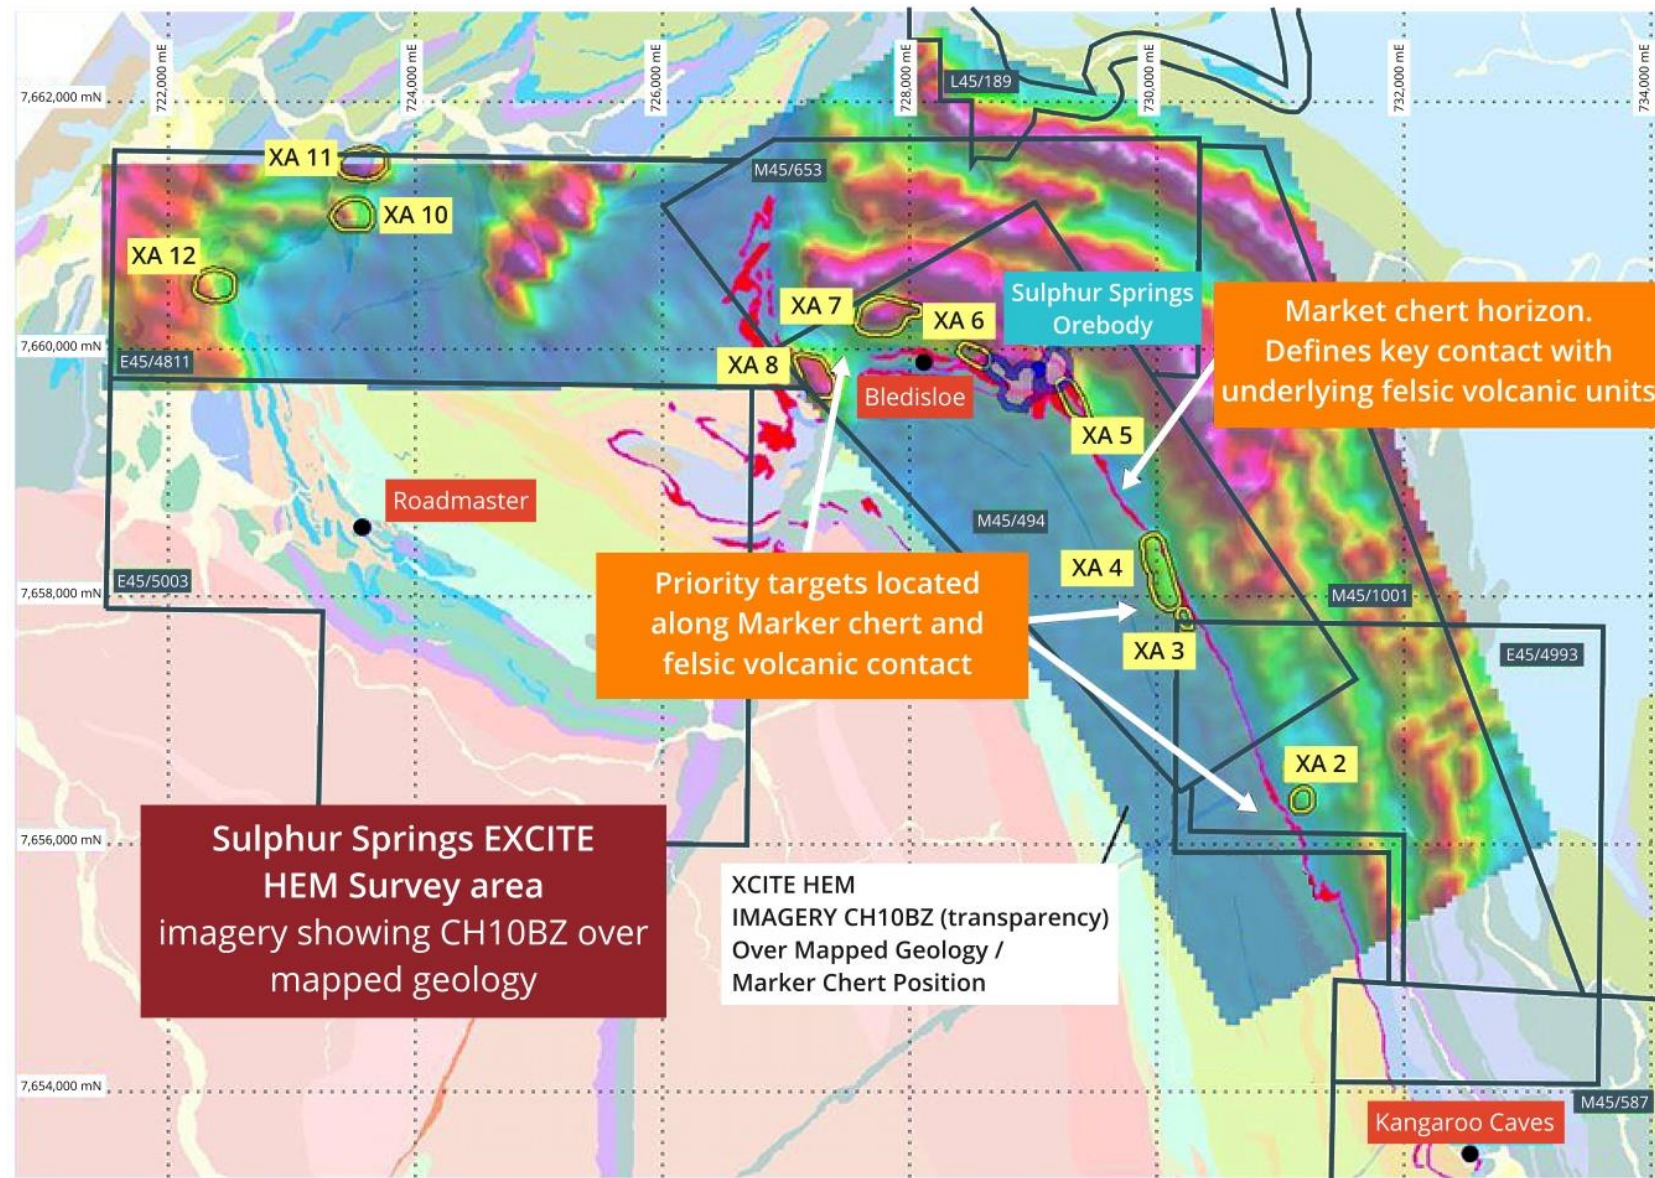 722,000 mE
724,000 mE
726,000 mE
728,000 mE
730,000 mE
732,000 mE
734,000 mE
7,662,000 mN
L45/189
XA 11
M45/653
XA 10
XA 12
Sulphur Springs
Orebody
XA 7
XA 6
Market chert horizon.
Defines key contact with
underlying felsic volcanic units
7,660,000 mN
E45/4811
XA 8
Bledisloe
XA 5
Roadmaster
M45/494
XA 4
E45/5003
7,658,000 mN
Priority targets located
along Marker chert and
felsic volcanic contact
M45/1001
XA 3
E45/4993
XA 2
Sulphur Springs EXCITE
HEM Survey area
imagery showing CH10BZ over
mapped geology
7,656,000 mN
XCITE HEM
IMAGERY CH10BZ (transparency)
Over Mapped Geology /
Marker Chert Position
7,654,000 mN
M45/587
Kangaroo Caves